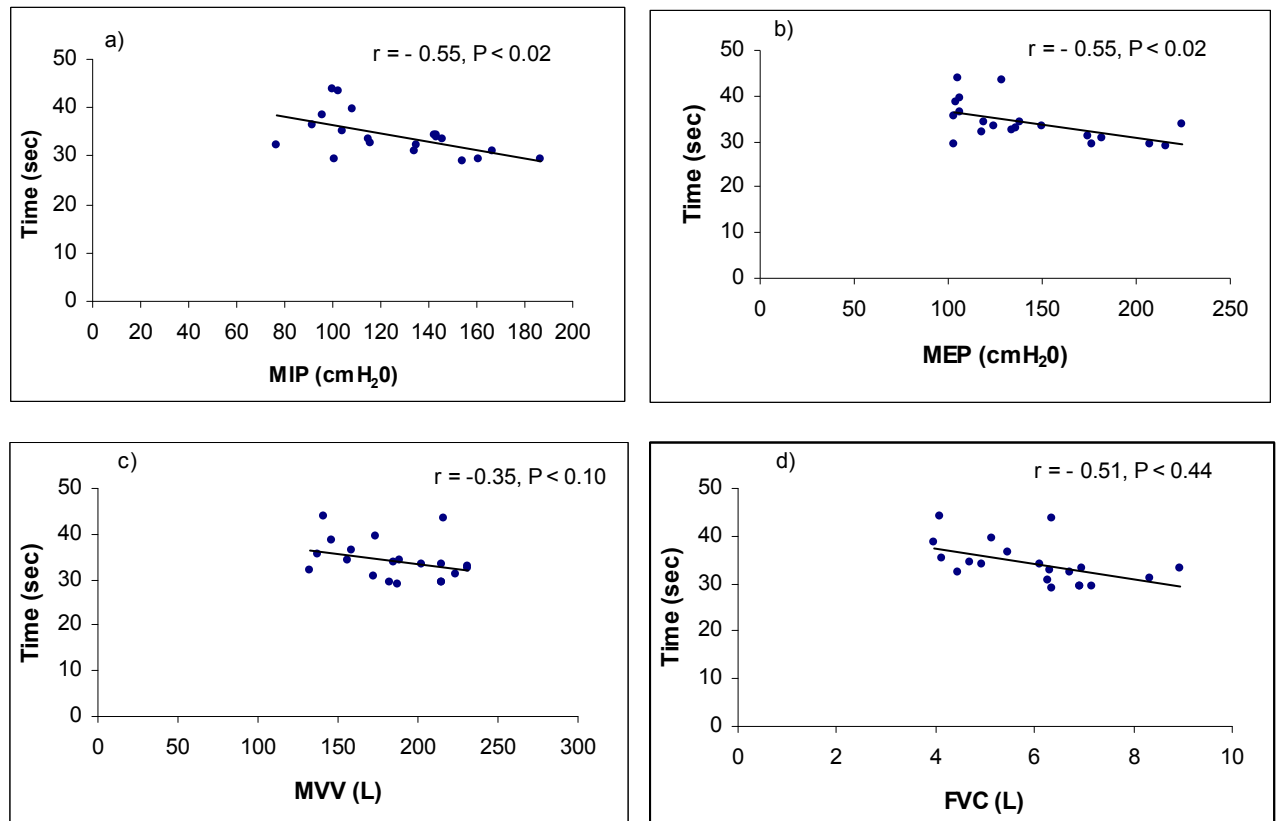 a)
r = - 0.55, P < 0.02
50
40
30
20
10
0
0 20 40 60 80 100 120 140 160 180 200
Time (sec)
MIP (cmH₂0)
b)
r = - 0.55, P < 0.02
50
40
30
20
10
0
0 50 100 150 200 250
Time (sec)
MEP (cmH₂0)
c)
r = -0.35, P < 0.10
50
40
30
20
10
0
0 50 100 150 200 250 300
Time (sec)
MVV (L)
d)
r = - 0.51, P < 0.44
50
40
30
20
10
0
0 2 4 6 8 10
Time (sec)
FVC (L)